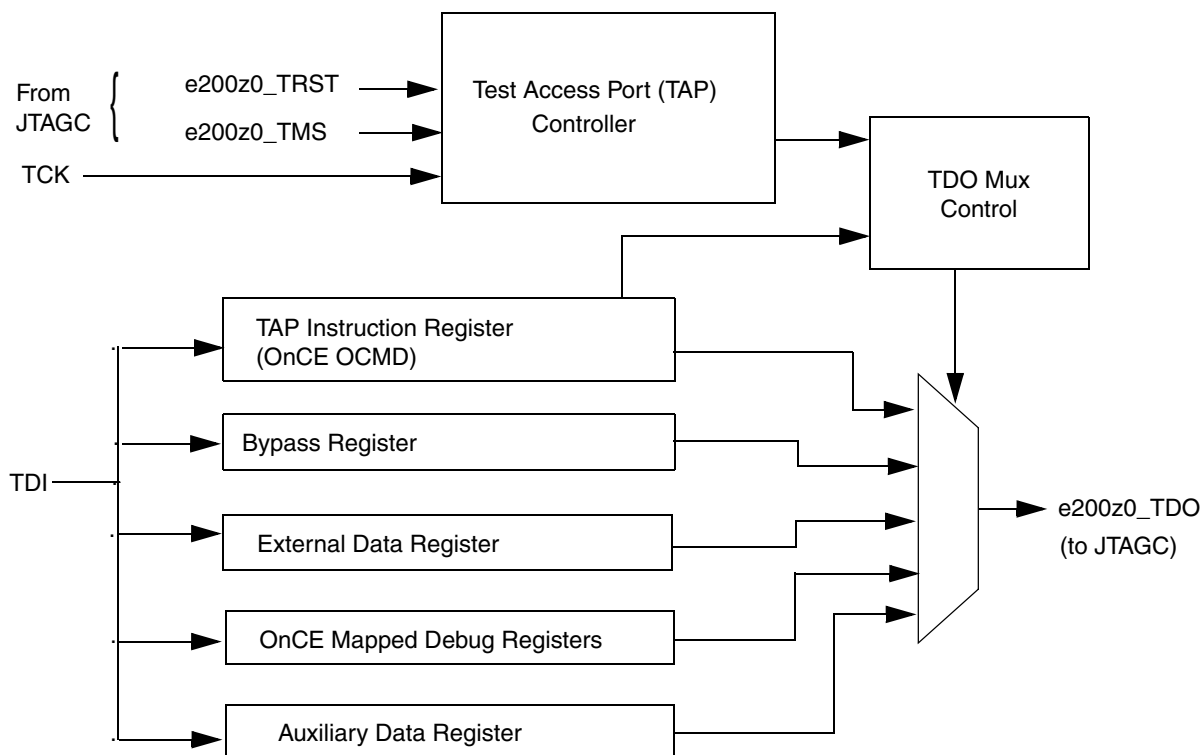 From
JTAGC
e200z0_TRST
e200z0_TMS
TCK
Test Access Port (TAP)
Controller
TDO Mux
Control
TAP Instruction Register
(OnCE OCMD)
Bypass Register
TDI
External Data Register
OnCE Mapped Debug Registers
Auxiliary Data Register
e200z0_TDO
(to JTAGC)